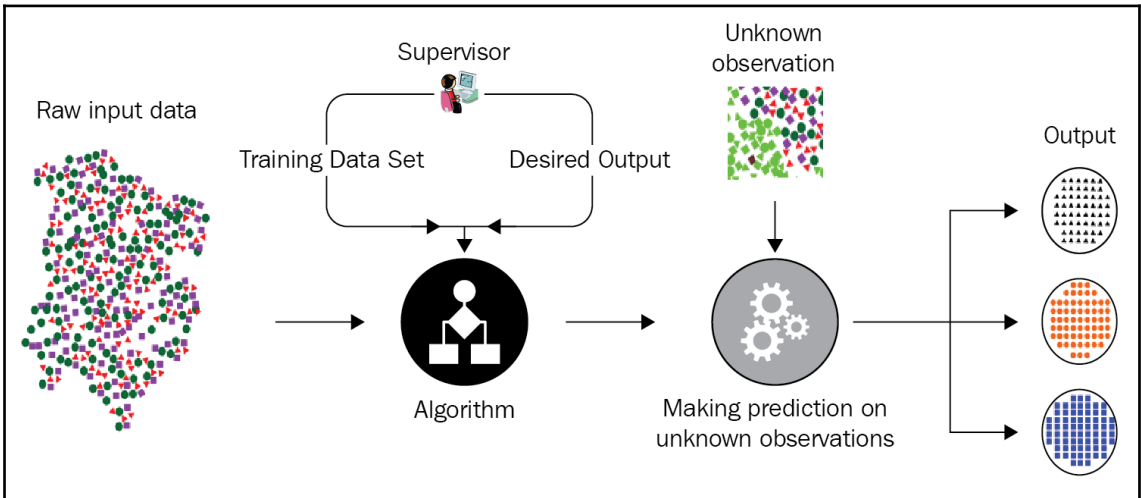 Raw input data
Supervisor
Training Data Set
Desired Output
Algorithm
Unknown
observation
Making prediction on
unknown observations
Output